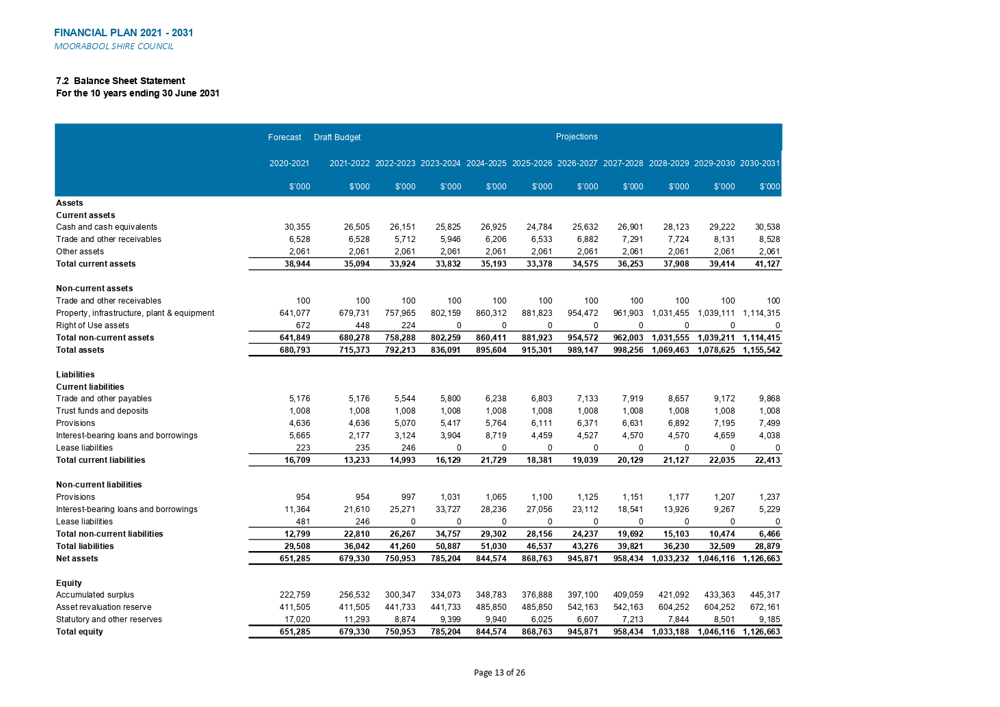 FINANCIAL PLAN 2021 - 2031
MOORABOOL SHIRE COUNCIL
7.2 Balance Sheet Statement
For the 10 years ending 30 June 2031
Forecast Draft Budget Projections
2020-2021 2021-2022 2022-2023 2023-2024 2024-2025 2025-2026 2026-2027 2027-2028 2028-2029 2029-2030 2030-2031
$'000 $'000 $'000 $'000 $'000 $'000 $'000 $'000 $'000 $'000 $'000
Assets
Current assets
Cash and cash equivalents 30,355 26,505 26,151 25,825 26,925 24,784 25,632 26,901 28,123 29,222 30,538
Trade and other receivables 6,528 6,528 5,712 5,946 6,206 6,533 6,882 7,291 7,724 8,131 8,528
Other assets 2,061 2,061 2,061 2,061 2,061 2,061 2,061 2,061 2,061 2,061 2,061
Total current assets 38,944 35,094 33,924 33,832 35,193 33,378 34,575 36,253 37,908 39,414 41,127
Non-current assets
Trade and other receivables 100 100 100 100 100 100 100 100 100 100 100
Property, infrastructure, plant & equipment 641,077 679,731 757,965 802,159 860,312 881,823 954,472 961,903 1,031,455 1,039,111 1,114,315
Right of Use assets 672 448 224 0 0 0 0 0 0 0 0
Total non-current assets 641,849 680,278 758,288 802,259 860,411 881,923 954,572 962,003 1,031,555 1,039,211 1,114,415
Total assets 680,793 715,373 792,213 836,091 895,604 915,301 989,147 998,256 1,069,463 1,078,625 1,155,542
Liabilities
Current liabilities
Trade and other payables 5,176 5,176 5,544 5,800 6,238 6,803 7,133 7,919 8,657 9,172 9,868
Trust funds and deposits 1,008 1,008 1,008 1,008 1,008 1,008 1,008 1,008 1,008 1,008 1,008
Provisions 4,636 4,636 5,070 5,417 5,764 6,111 6,371 6,631 6,892 7,195 7,499
Interest-bearing loans and borrowings 5,665 2,177 3,124 3,904 8,719 4,459 4,527 4,570 4,570 4,659 4,038
Lease liabilities 223 235 246 0 0 0 0 0 0 0 0
Total current liabilities 16,709 13,233 14,993 16,129 21,729 18,381 19,039 20,129 21,127 22,035 22,413
Non-current liabilities
Provisions 954 954 997 1,031 1,065 1,100 1,125 1,151 1,177 1,207 1,237
Interest-bearing loans and borrowings 11,364 21,610 25,271 33,727 28,236 27,056 23,112 18,541 13,926 9,267 5,229
Lease liabilities 481 246 0 0 0 0 0 0 0 0 0
Total non-current liabilities 12,799 22,810 26,267 34,757 29,302 28,156 24,237 19,692 15,103 10,474 6,466
Total liabilities 29,508 36,042 41,260 50,887 51,030 46,537 43,276 39,821 36,230 32,509 28,879
Net assets 651,285 679,330 750,953 785,204 844,574 868,763 945,871 958,434 1,033,232 1,046,116 1,126,663
Equity
Accumulated surplus 222,759 256,532 300,347 334,073 348,783 376,888 397,100 409,059 421,092 433,363 445,317
Asset revaluation reserve 411,505 411,505 441,733 441,733 485,850 485,850 542,163 542,163 604,252 604,252 672,161
Statutory and other reserves 17,020 11,293 8,874 9,399 9,940 6,025 6,607 7,213 7,844 8,501 9,185
Total equity 651,285 679,330 750,953 785,204 844,574 868,763 945,871 958,434 1,033,188 1,046,116 1,126,663
Page 13 of 26